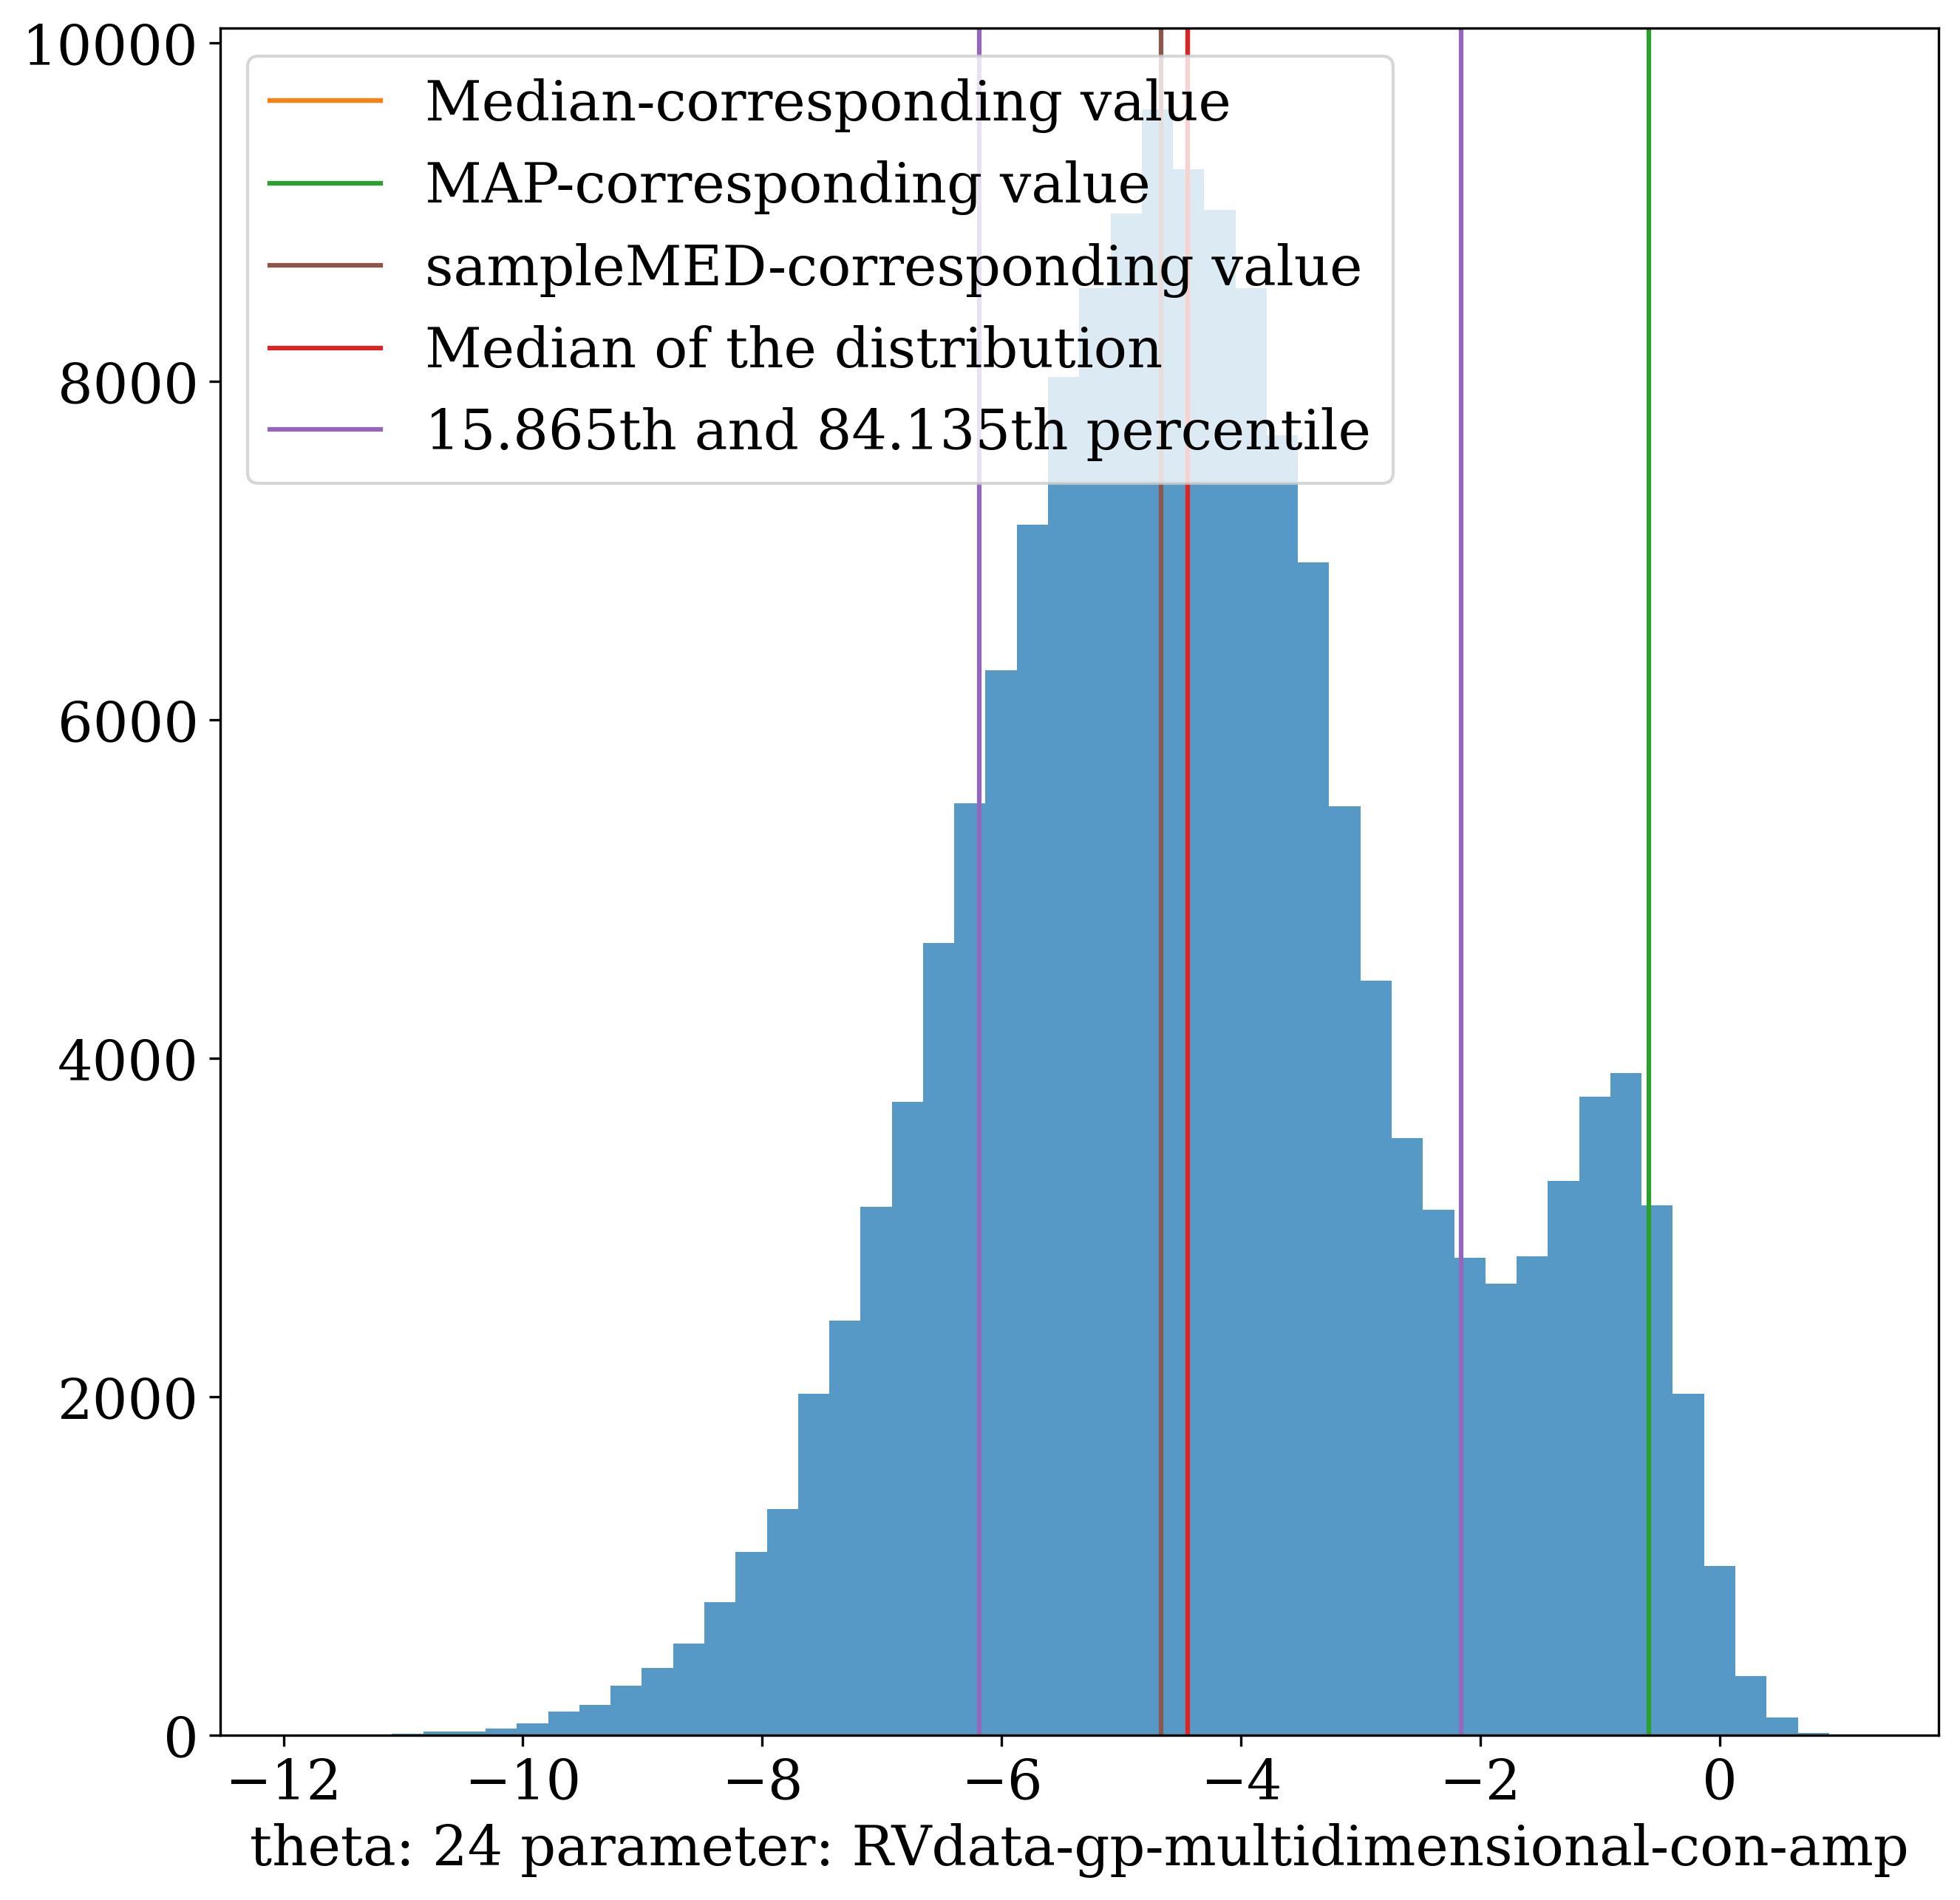 10000
8000
6000
4000
2000
0
Median-corresponding value
MAP-corresponding value
sampleMED-corresponding value
Median of the distribution
15.865th and 84.135th percentile
−12 −10 −8 −6 −4 −2 0
theta: 24 parameter: RVdata-gp-multidimensional-con-amp